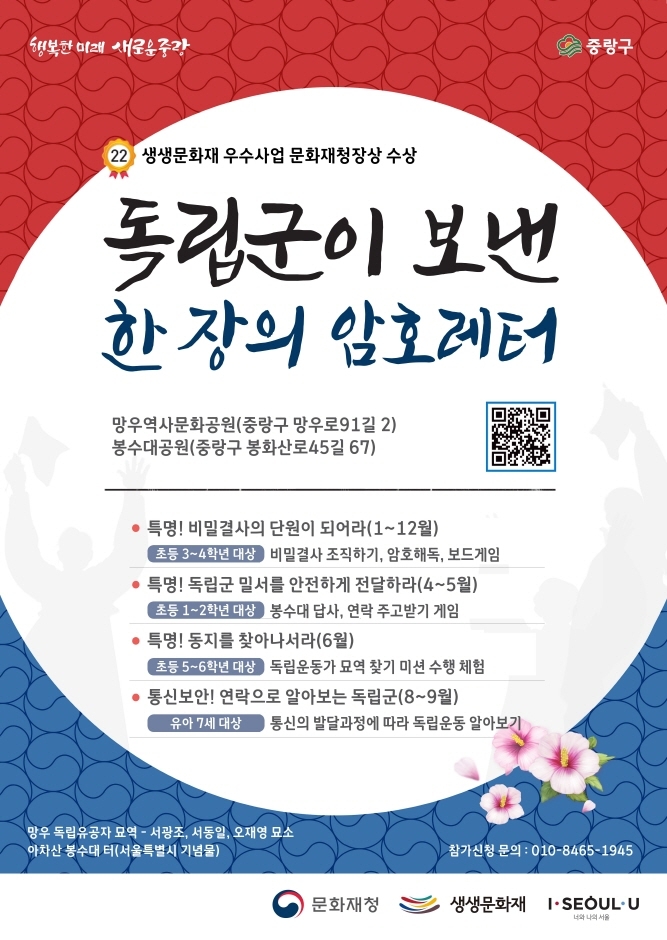 행복한 미래 새로운 중랑
중랑구
22 생생문화재 우수사업 문화재청장상 수상
독립군이 보낸
한 장의 암호레터
망우역사문화공원(중랑구 망우로91길 2)
봉수대공원(중랑구 봉화산로45길 67)
특명! 비밀결사의 단원이 되어라(1~12월)
초등 3~4학년 대상 비밀결사 조직하기, 암호해독, 보드게임
특명! 독립군 밀서를 안전하게 전달하라(4~5월)
초등 1~2학년 대상 봉수대 답사, 연락 주고받기 게임
특명! 동지를 찾아나서라(6월)
초등 5~6학년 대상 독립운동가 묘역 찾기 미션 수행 체험
통신보안! 연락으로 알아보는 독립군(8~9월)
유아 7세 대상 통신의 발달과정에 따라 독립운동 알아보기
망우 독립유공자 묘역 - 서광조, 서동일, 오재영 묘소
아차산 봉수대 터(서울특별시 기념물)
참가신청 문의 : 010-8465-1945
문화재청
생생문화재
I·SEOUL·U
너와 나의 서울